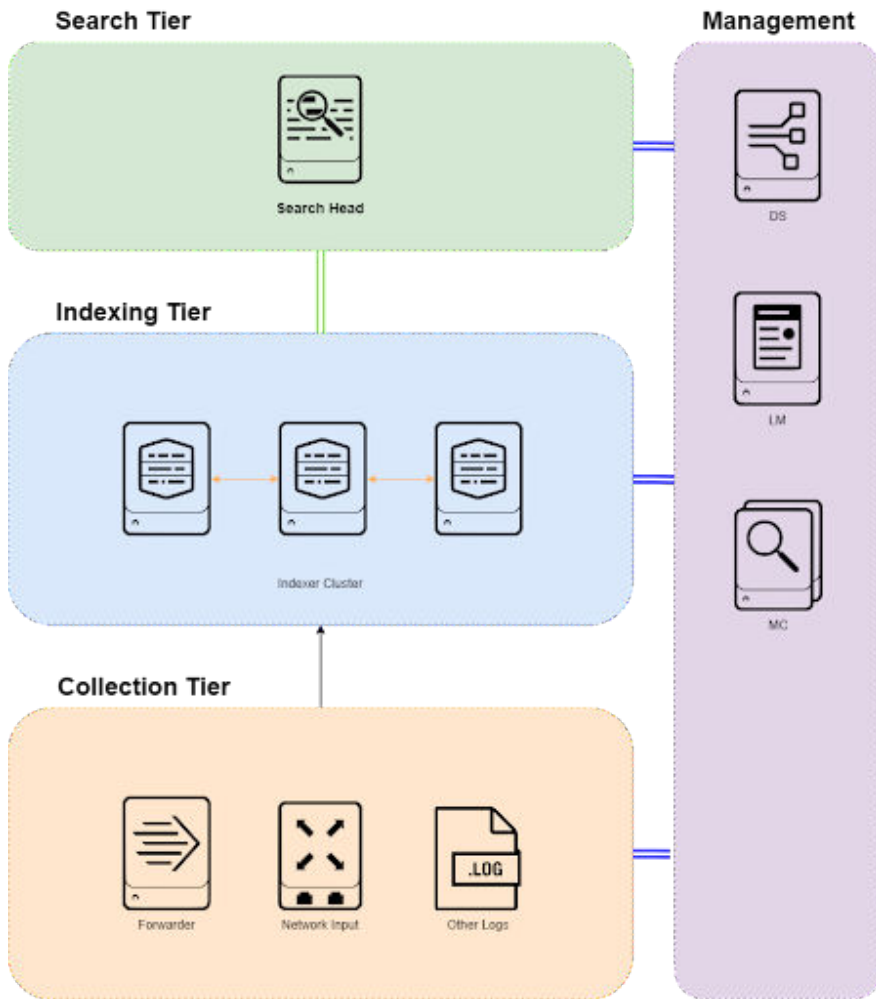 Search Tier
Management
Search Head
DS
Indexing Tier
LM
Indexer Cluster
MC
Collection Tier
.LOG
Forwarder
Network Input
Other Logs